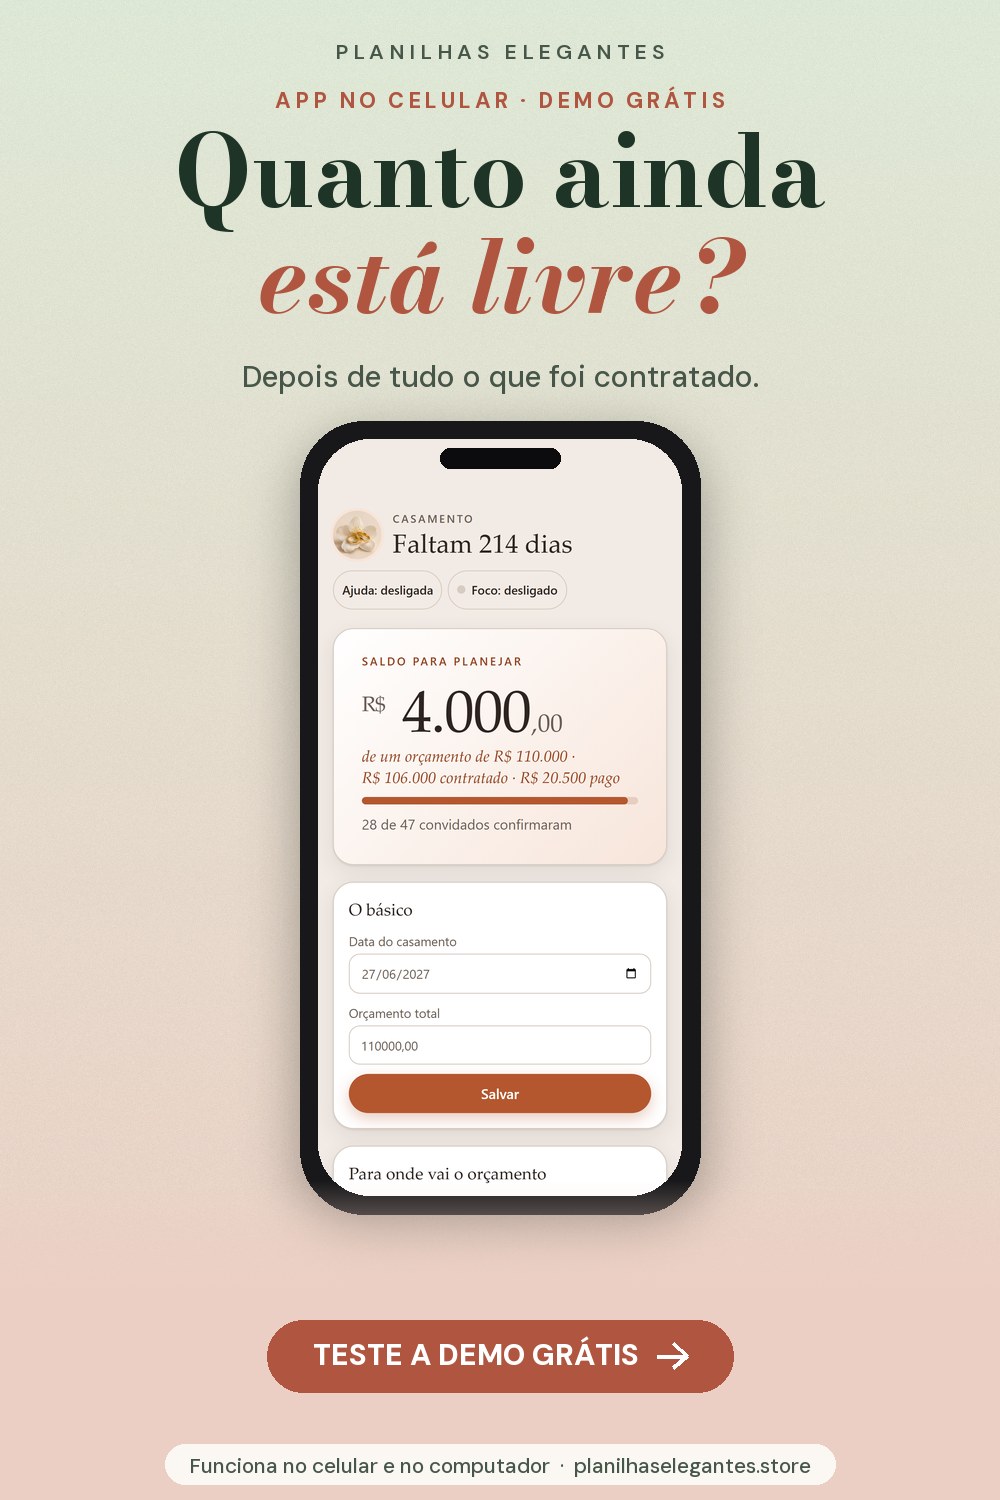 PLANILHAS ELEGANTES
APP NO CELULAR · DEMO GRÁTIS
Quanto ainda
está livre?
Depois de tudo o que foi contratado.
CASAMENTO
Faltam 214 dias
Ajuda: desligada
Foco: desligado
SALDO PARA PLANEJAR
R$ 4.000,00
de um orçamento de R$ 110.000 ·
R$ 106.000 contratado · R$ 20.500 pago
28 de 47 convidados confirmaram
O básico
Data do casamento
27/06/2027
Orçamento total
110000,00
Salvar
Para onde vai o orçamento
TESTE A DEMO GRÁTIS →
Funciona no celular e no computador · planilhaselegantes.store